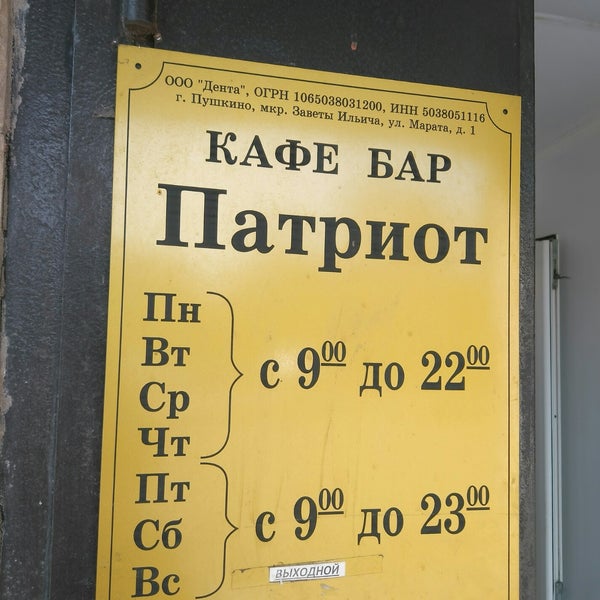 ООО "Дента", ОГРН 1065038031200, ИНН 5038051116
г. Пушкино, мкр. Заветы Ильича, ул. Марата, д. 1
КАФЕ БАР
Патриот
Пн
Вт
Ср
Чт
с 9⁰⁰ до 22⁰⁰
Пт
Сб
Вс
с 9⁰⁰ до 23⁰⁰
ВЫХОДНОЙ